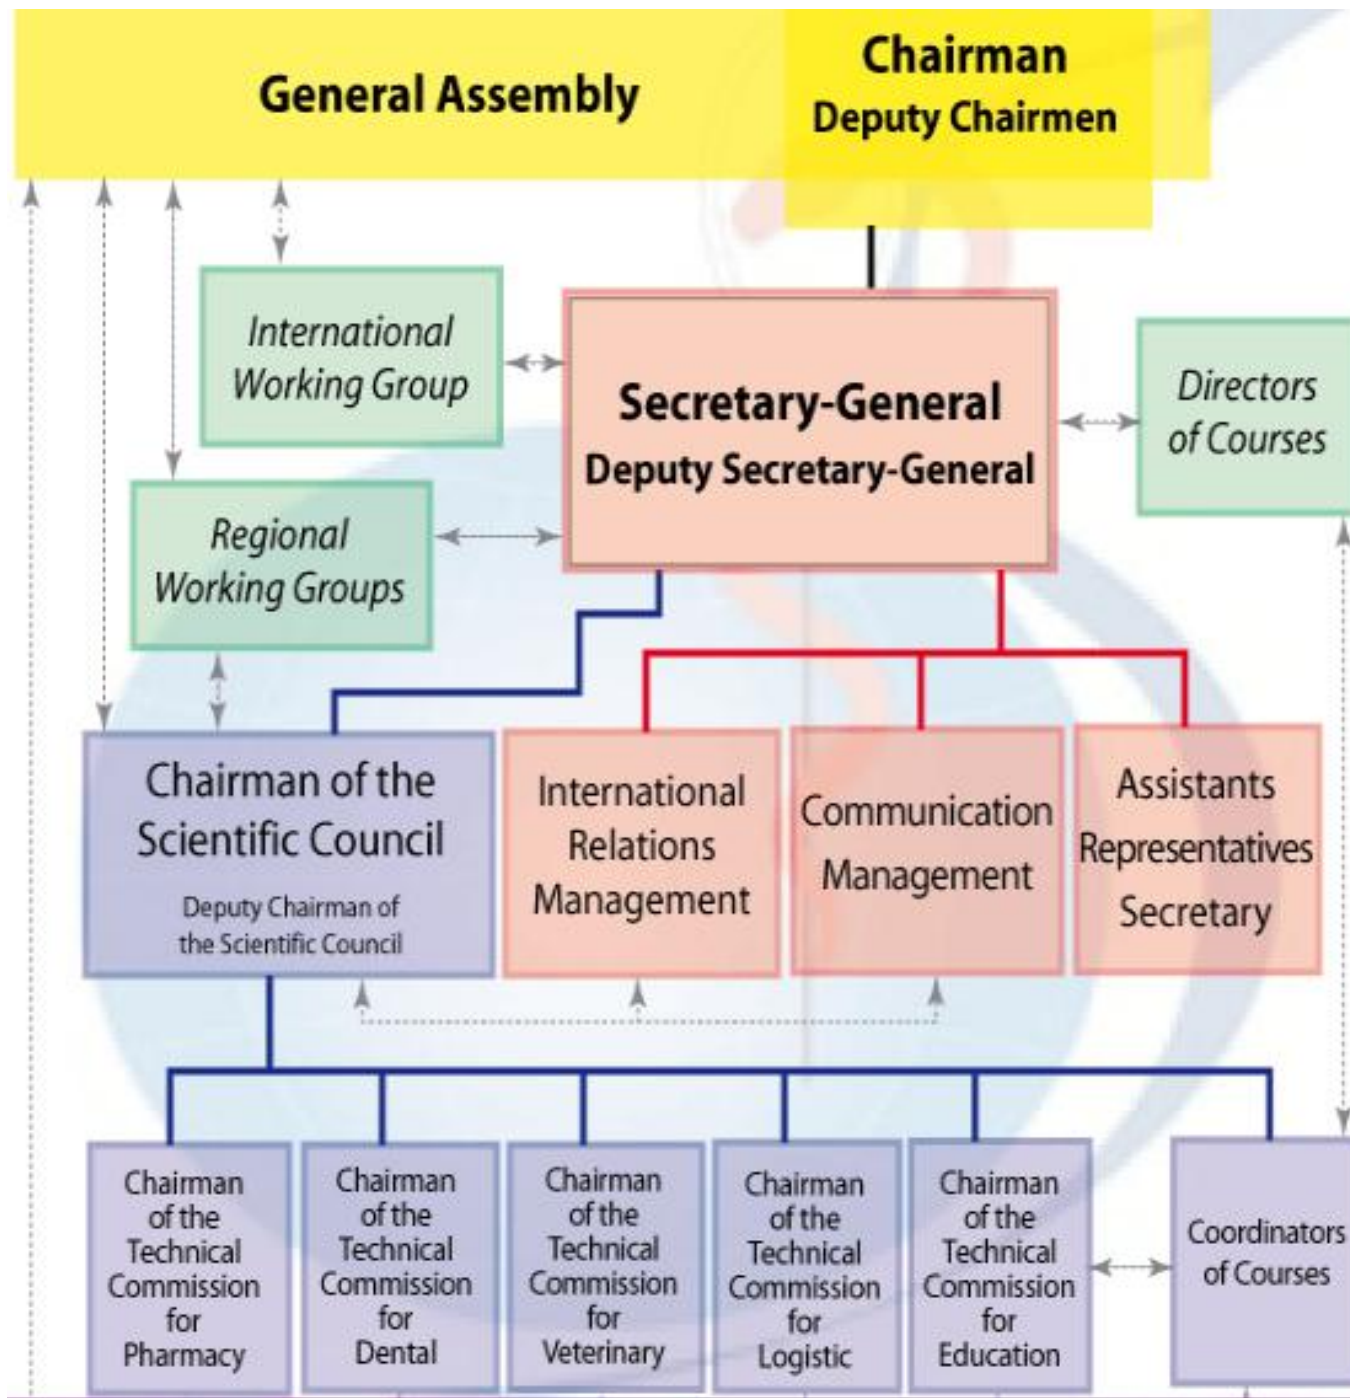 General Assembly
Chairman
Deputy Chairmen
International
Working Group
Secretary-General
Deputy Secretary-General
Directors
of Courses
Regional
Working Groups
Chairman of the
Scientific Council
Deputy Chairman of
the Scientific Council
International
Relations
Management
Communication
Management
Assistants
Representatives
Secretary
Chairman
of the
Technical
Commission
for
Pharmacy
Chairman
of the
Technical
Commission
for
Dental
Chairman
of the
Technical
Commission
for
Veterinary
Chairman
of the
Technical
Commission
for
Logistic
Chairman
of the
Technical
Commission
for
Education
Coordinators
of Courses